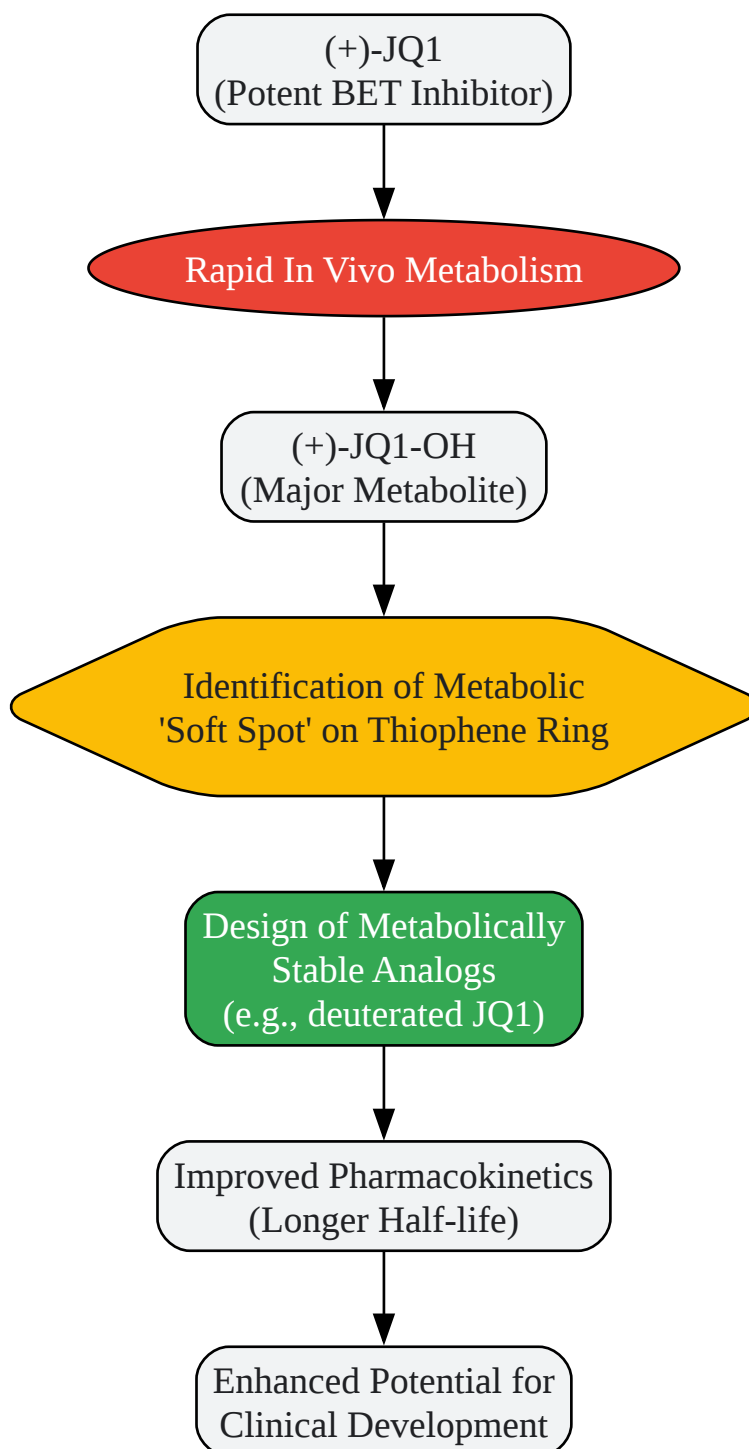 (+)-JQ1
(Potent BET Inhibitor)
Rapid In Vivo Metabolism
(+)-JQ1-OH
(Major Metabolite)
Identification of Metabolic
'Soft Spot' on Thiophene Ring
Design of Metabolically
Stable Analogs
(e.g., deuterated JQ1)
Improved Pharmacokinetics
(Longer Half-life)
Enhanced Potential for
Clinical Development